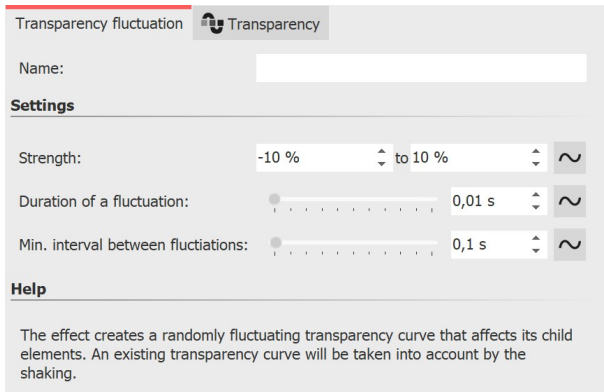 Transparency fluctuation Transparency
Name:
Settings
Strength: -10 % to 10 %
Duration of a fluctuation: 0,01 s
Min. interval between fluctiations: 0,1 s
Help
The effect creates a randomly fluctuating transparency curve that affects its child
elements. An existing transparency curve will be taken into account by the
shaking.